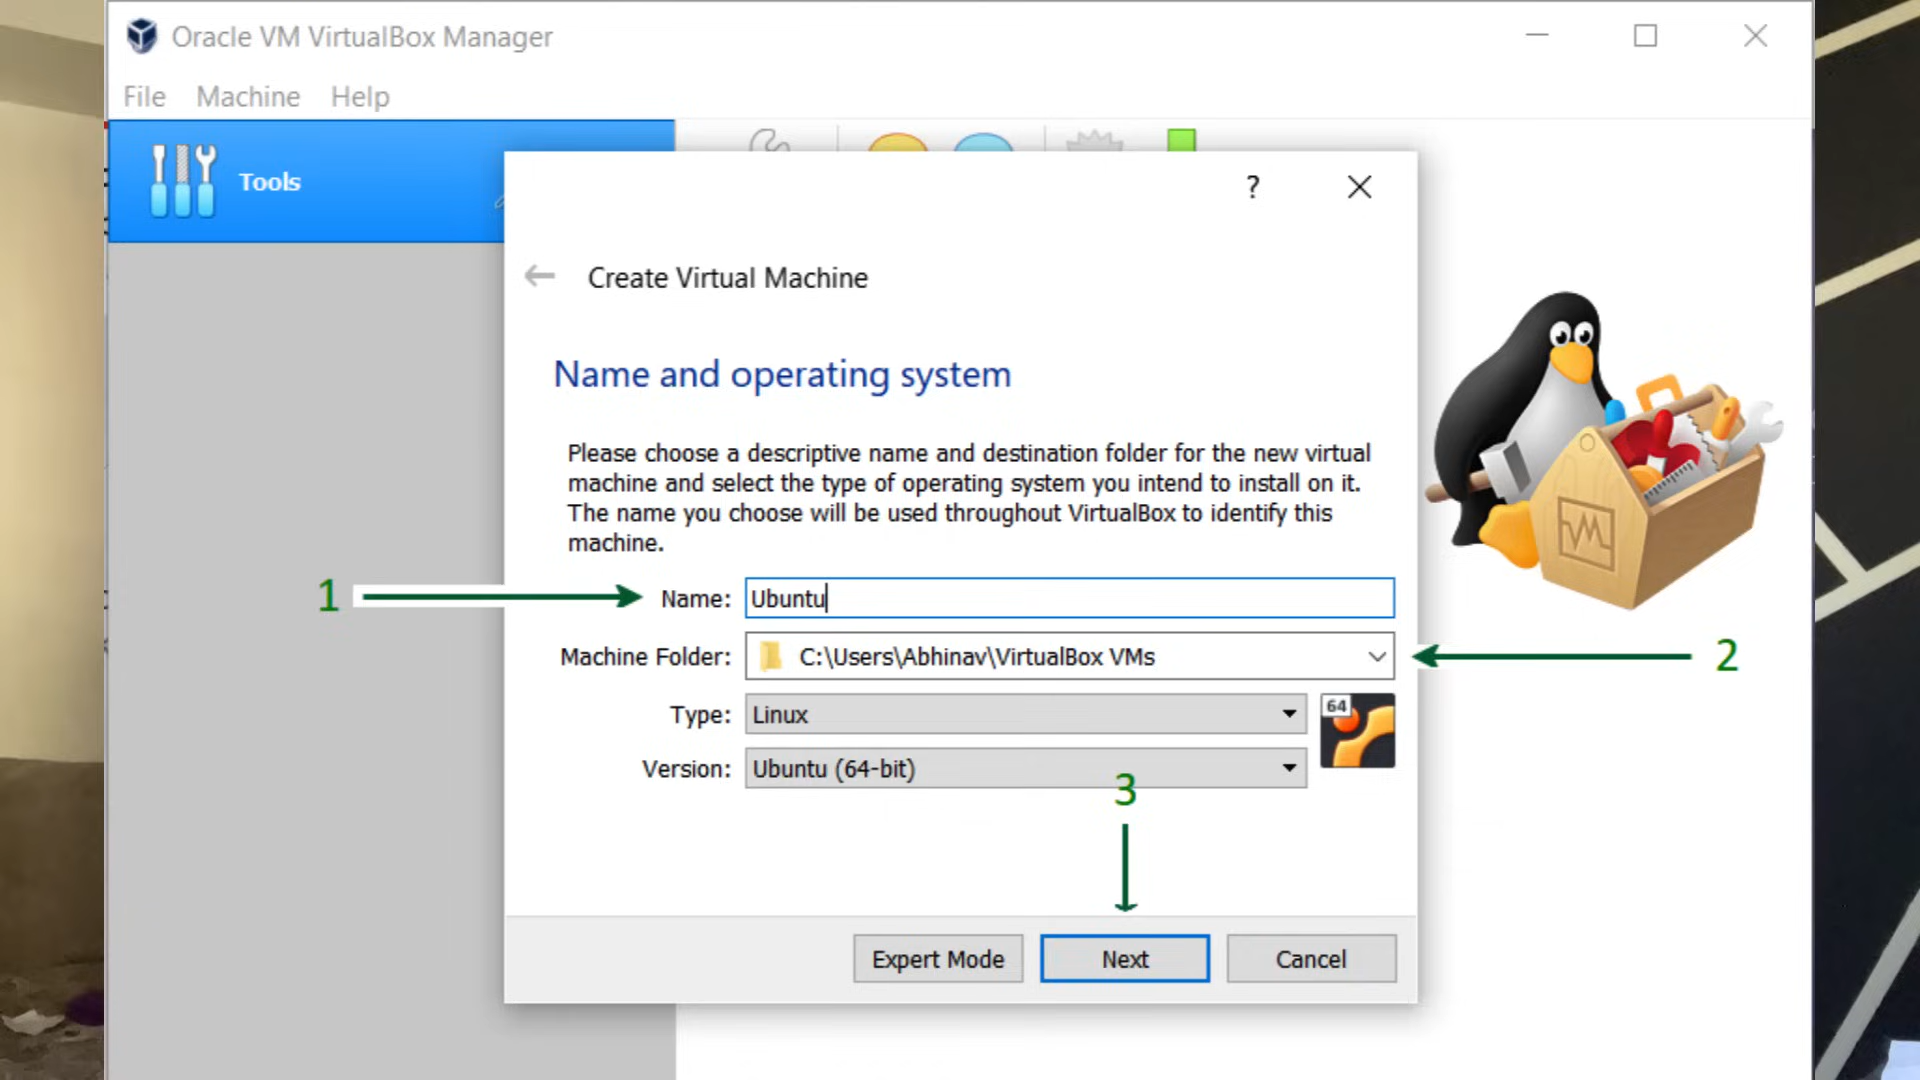 Oracle VM VirtualBox Manager
File Machine Help
Tools
?
Create Virtual Machine
Name and operating system
Please choose a descriptive name and destination folder for the new virtual
machine and select the type of operating system you intend to install on it.
The name you choose will be used throughout VirtualBox to identify this
machine.
1 Name: Ubuntu
Machine Folder: C:\Users\Abhinav\VirtualBox VMs 2
Type: Linux 64
Version: Ubuntu (64-bit)
3
Expert Mode Next Cancel